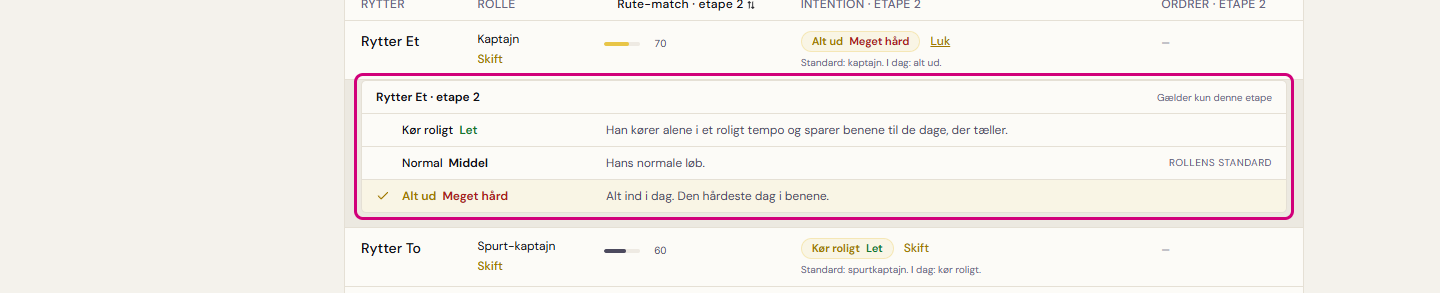 RYTTER ROLLE Rute-match · etape 2 ⇅ INTENTION · ETAPE 2 ORDRER · ETAPE 2
Rytter Et Kaptajn 70 Alt ud Meget hård Luk –
Skift Standard: kaptajn. I dag: alt ud.
Rytter Et · etape 2 Gælder kun denne etape
Kør roligt Let Han kører alene i et roligt tempo og sparer benene til de dage, der tæller.
Normal Middel Hans normale løb. ROLLENS STANDARD
Alt ud Meget hård Alt ind i dag. Den hårdeste dag i benene.
Rytter To Spurt-kaptajn 60 Kør roligt Let Skift –
Skift Standard: spurtkaptajn. I dag: kør roligt.